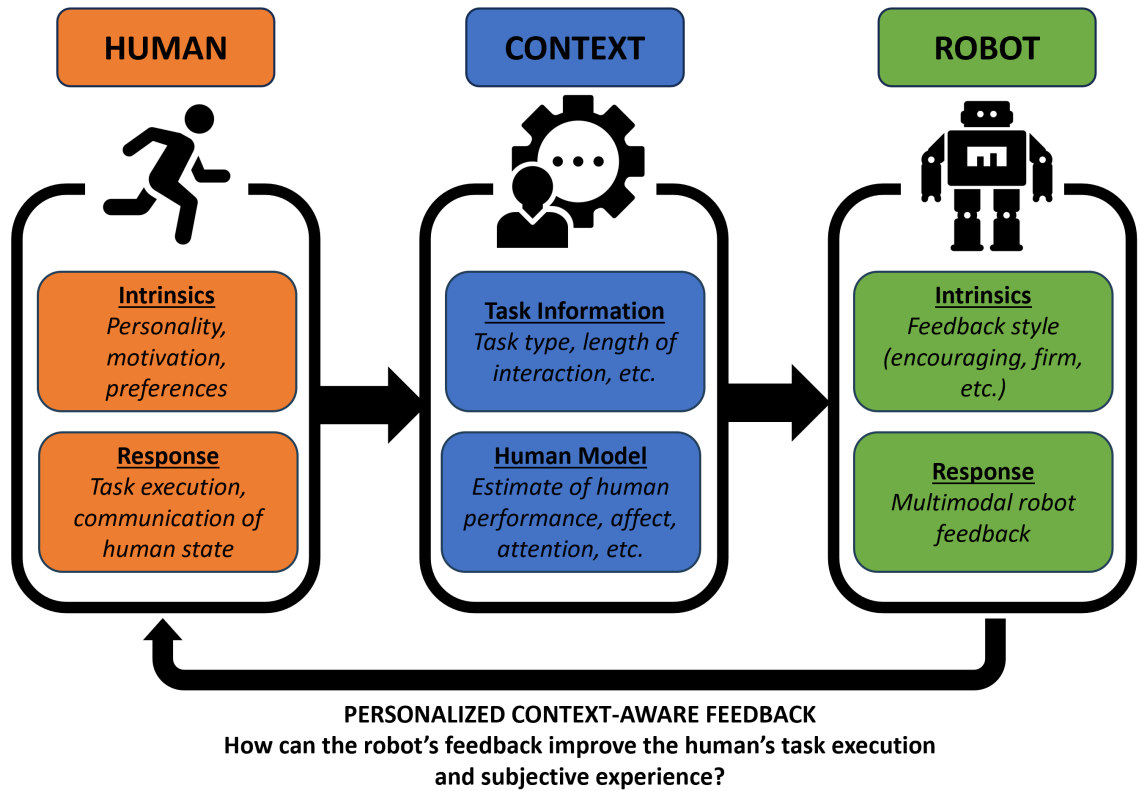 HUMAN
CONTEXT
ROBOT
Intrinsics
Personality,
motivation,
preferences
Response
Task execution,
communication of
human state
Task Information
Task type, length of
interaction, etc.
Human Model
Estimate of human
performance, affect,
attention, etc.
Intrinsics
Feedback style
(encouraging, firm,
etc.)
Response
Multimodal robot
feedback
PERSONALIZED CONTEXT-AWARE FEEDBACK
How can the robot’s feedback improve the human’s task execution
and subjective experience?